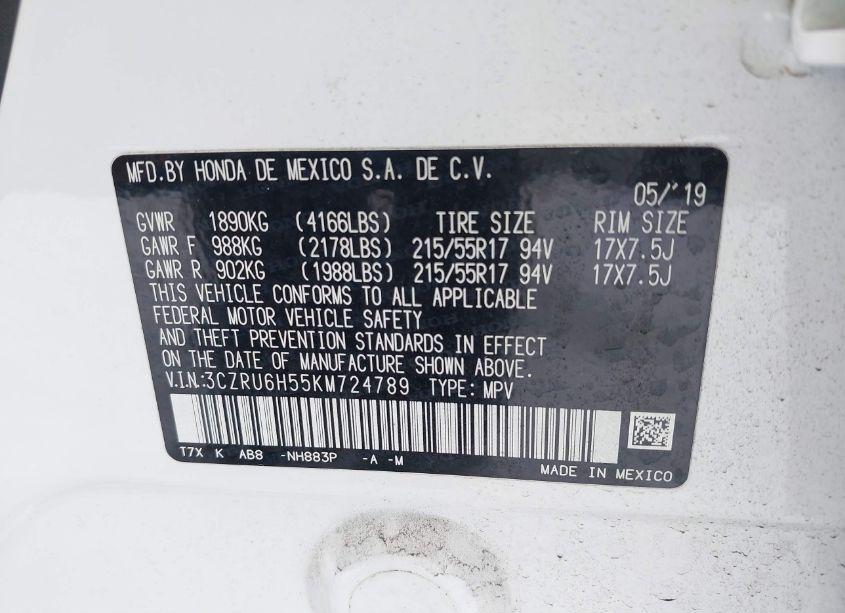 MFD.BY HONDA DE MEXICO S.A. DE C.V.
05/'19
GVWR 1890KG (4166LBS) TIRE SIZE RIM SIZE
GAWR F 988KG (2178LBS) 215/55R17 94V 17X7.5J
GAWR R 902KG (1988LBS) 215/55R17 94V 17X7.5J
THIS VEHICLE CONFORMS TO ALL APPLICABLE
FEDERAL MOTOR VEHICLE SAFETY
AND THEFT PREVENTION STANDARDS IN EFFECT
ON THE DATE OF MANUFACTURE SHOWN ABOVE.
V.I.N.:3CZRU6H55KM724789 TYPE: MPV
T7X K AB8 -NH883P -A -M
MADE IN MEXICO